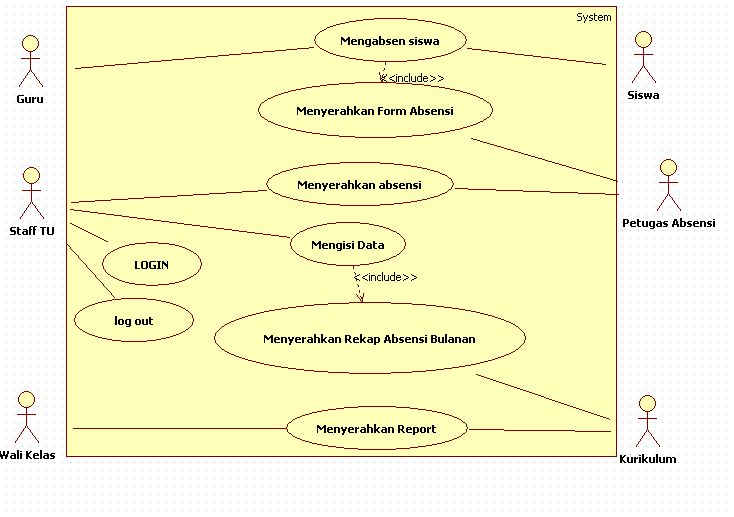 System
Mengabsen siswa
<<include>>
Guru
Siswa
Menyerahkan Form Absensi
Menyerahkan absensi
Staff TU
Petugas Absensi
Mengisi Data
LOGIN
<<include>>
log out
Menyerahkan Rekap Absensi Bulanan
Menyerahkan Report
Wali Kelas
Kurikulum